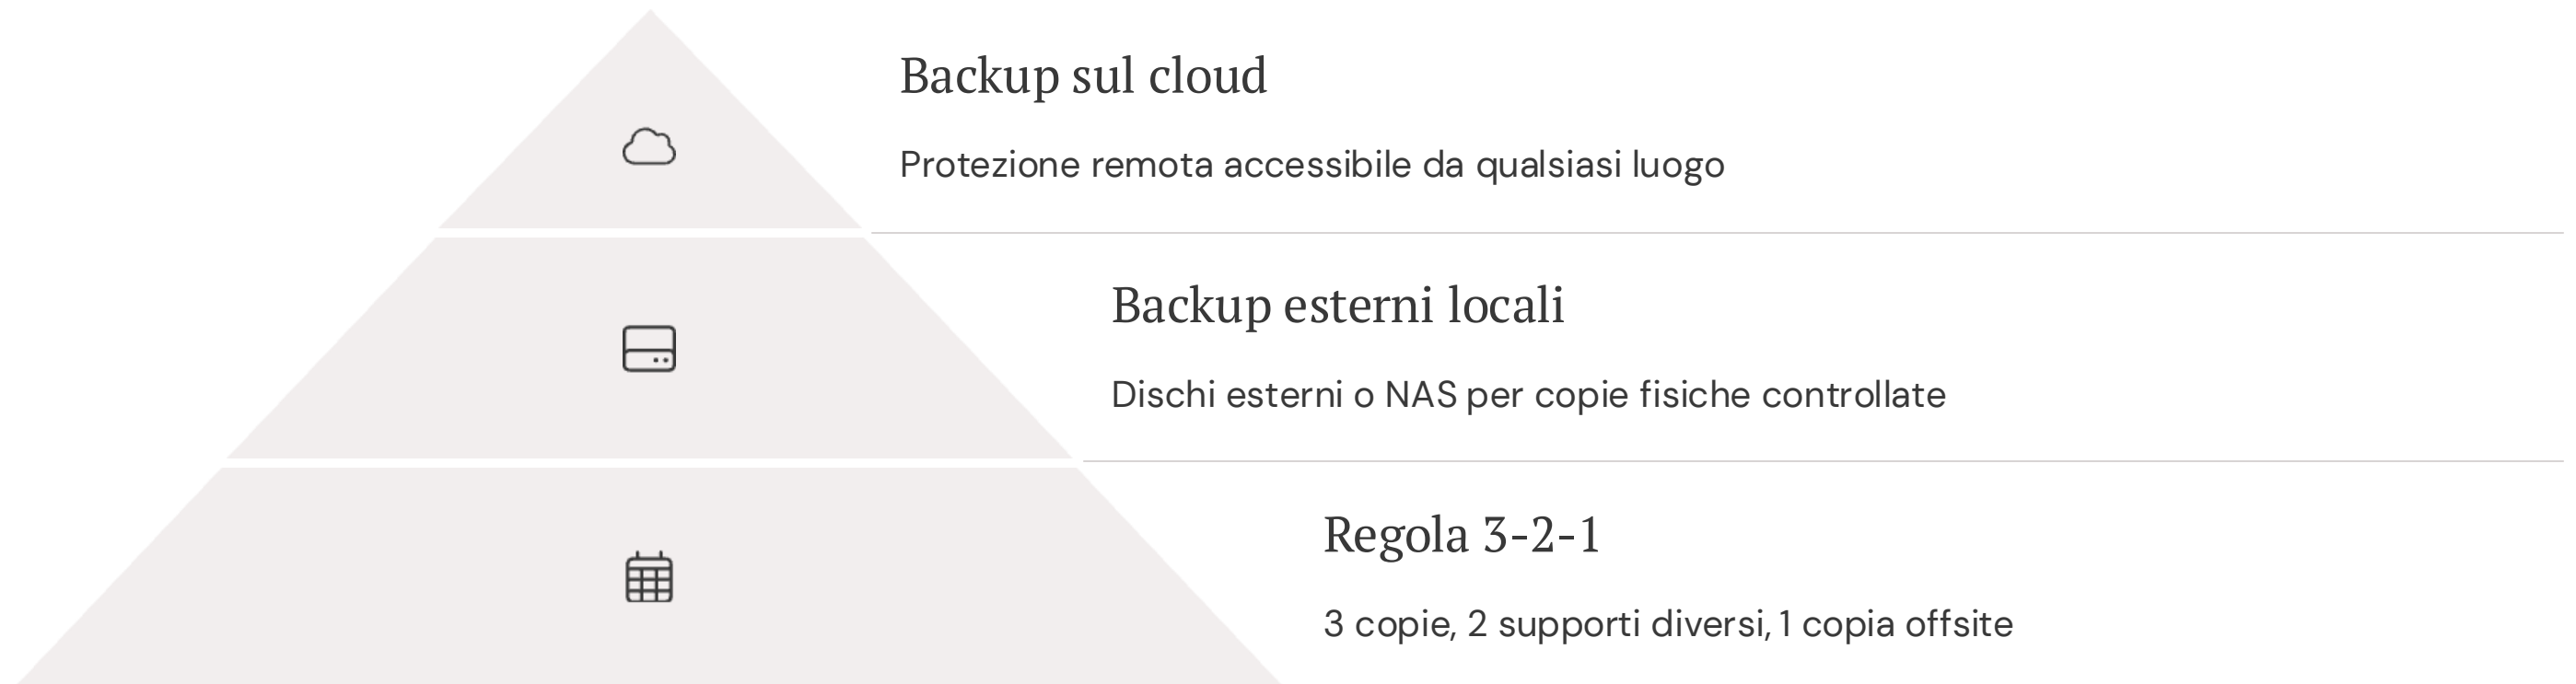 Backup sul cloud
Protezione remota accessibile da qualsiasi luogo
Backup esterni locali
Dischi esterni o NAS per copie fisiche controllate
Regola 3-2-1
3 copie, 2 supporti diversi, 1 copia offsite